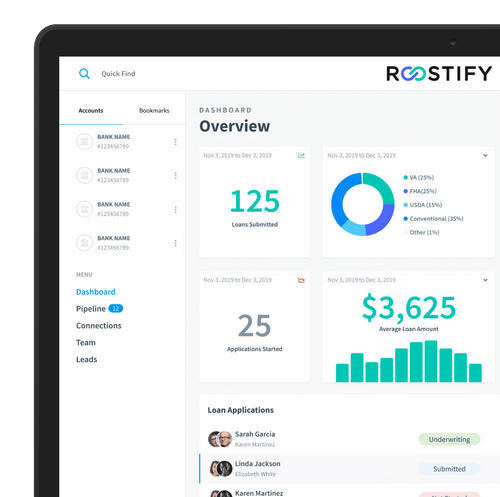 Quick Find
ROOSTIFY
Accounts
Bookmarks
BANK NAME
#123456789
BANK NAME
#123456789
BANK NAME
#123456789
BANK NAME
#123456789
MENU
Dashboard
Pipeline 12
Connections
Team
Leads
DASHBOARD
Overview
Nov 3, 2019 to Dec 3, 2019
125
Loans Submitted
Nov 3, 2019 to Dec 3, 2019
VA (25%)
FHA(25%)
USDA (15%)
Conventional (35%)
Other (1%)
Nov 3, 2019 to Dec 3, 2019
25
Applications Started
Nov 3, 2019 to Dec 3, 2019
$3,625
Average Loan Amount
Loan Applications
Sarah Garcia
Karen Martinez
Underwriting
Linda Jackson
Elizabeth White
Submitted
Karen Martinez